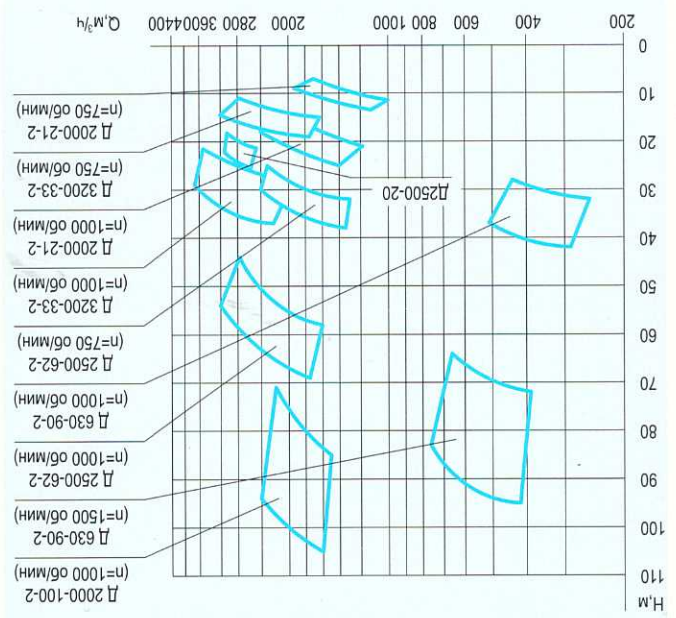 H,м
110
100
90
80
70
60
50
40
30
20
10
0
200
400
600
800
1000
2000
2800
3600
4400
Q,м³/ч
Д 2000-100-2
(n=1000 об/мин)
Д 630-90-2
(n=1500 об/мин)
Д 2500-62-2
(n=1000 об/мин)
Д 630-90-2
(n=1000 об/мин)
Д 2500-62-2
(n=750 об/мин)
Д 3200-33-2
(n=1000 об/мин)
Д 2000-21-2
(n=1000 об/мин)
Д 3200-33-2
(n=750 об/мин)
Д 2000-21-2
(n=750 об/мин)
Д2500-20